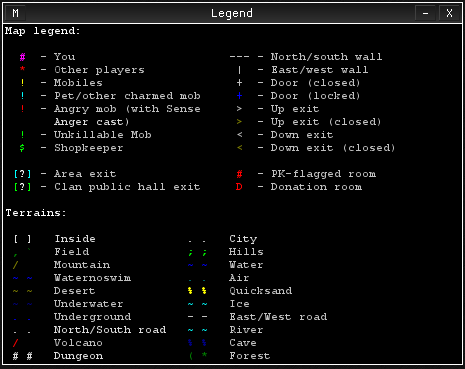 M Legend - X
Map legend:
# - You --- - North/south wall
* - Other players | - East/west wall
! - Mobiles + - Door (closed)
! - Pet/other charmed mob + - Door (locked)
! - Angry mob (with Sense > - Up exit
Anger cast) > - Up exit (closed)
! - Unkillable Mob < - Down exit
$ - Shopkeeper < - Down exit (closed)
[?] - Area exit # - PK-flagged room
[?] - Clan public hall exit D - Donation room
Terrains:
[ ] Inside . . City
, Field ; ; Hills
/ Mountain ~ ~ Water
~ ~ Waternoswim . . Air
~ ~ Desert % % Quicksand
~ ~ Underwater ~ ~ Ice
. . Underground - - East/West road
. . North/South road ~ ~ River
/ Volcano % % Cave
# # Dungeon ( * Forest